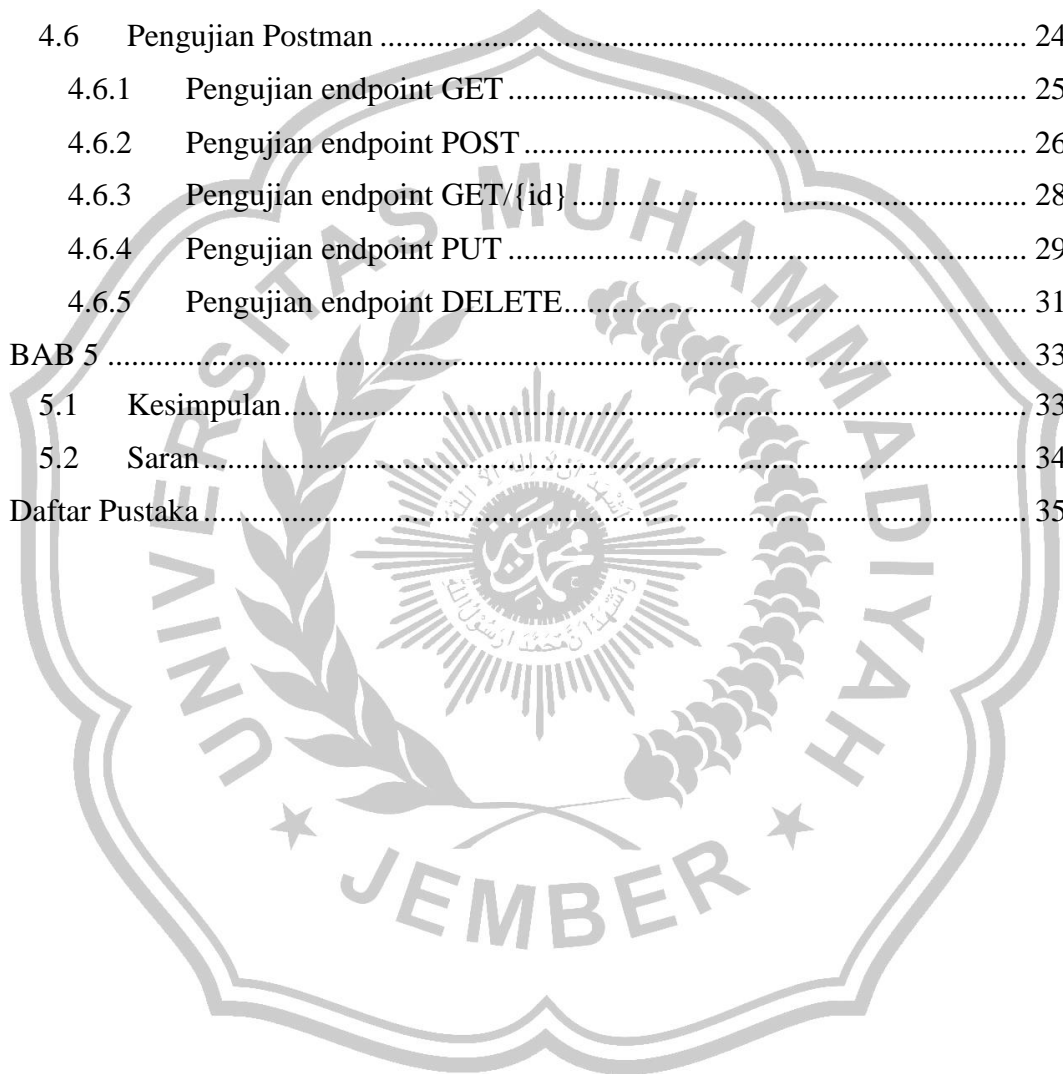 4.6 Pengujian Postman ........................................................................ 24
4.6.1 Pengujian endpoint GET ........................................................................ 25
4.6.2 Pengujian endpoint POST ........................................................................ 26
4.6.3 Pengujian endpoint GET/{id} ........................................................................ 28
4.6.4 Pengujian endpoint PUT ........................................................................ 29
4.6.5 Pengujian endpoint DELETE ........................................................................ 31
BAB 5 ........................................................................ 33
5.1 Kesimpulan ........................................................................ 33
5.2 Saran ........................................................................ 34
Daftar Pustaka ........................................................................ 35
UNIVERSITAS MUHAMMADIYAH
JEMBER